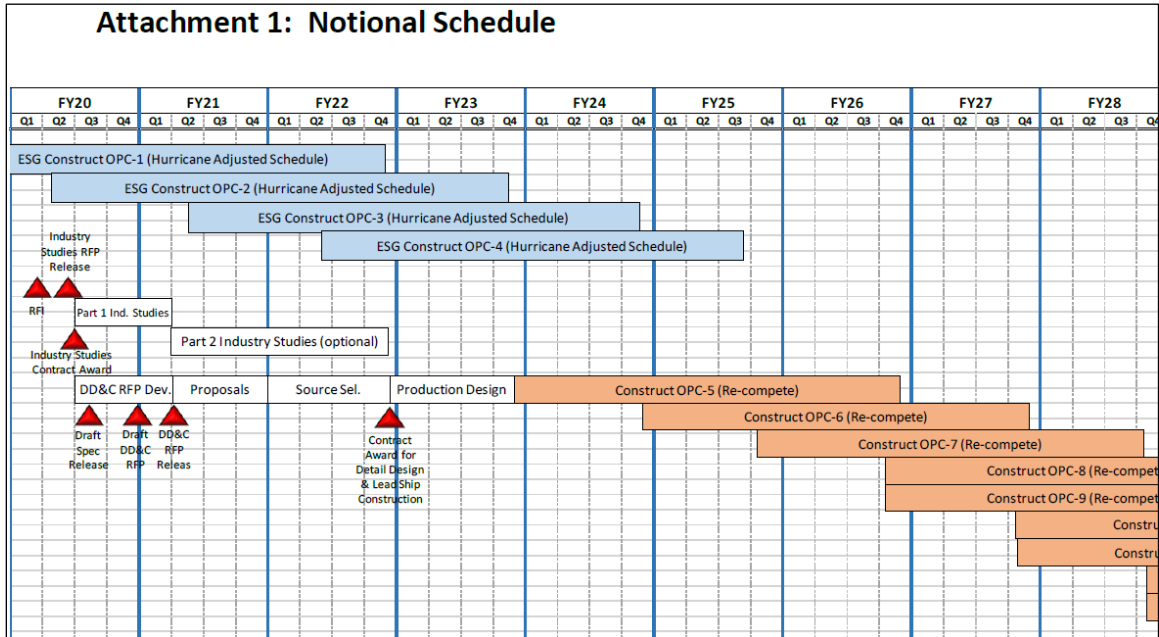 Attachment 1: Notional Schedule
FY20 FY21 FY22 FY23 FY24 FY25 FY26 FY27 FY28
Q1 Q2 Q3 Q4 Q1 Q2 Q3 Q4 Q1 Q2 Q3 Q4 Q1 Q2 Q3 Q4 Q1 Q2 Q3 Q4 Q1 Q2 Q3 Q4 Q1 Q2 Q3 Q4 Q1 Q2 Q3 Q4 Q1 Q2 Q3 Q4
ESG Construct OPC-1 (Hurricane Adjusted Schedule)
ESG Construct OPC-2 (Hurricane Adjusted Schedule)
ESG Construct OPC-3 (Hurricane Adjusted Schedule)
ESG Construct OPC-4 (Hurricane Adjusted Schedule)
Industry
Studies RFP
Release
RFI
Part 1 Ind. Studies
Part 2 Industry Studies (optional)
Industry Studies
Contract Award
DD&C RFP Dev. Proposals Source Sel. Production Design Construct OPC-5 (Re-compete)
Construct OPC-6 (Re-compete)
Draft
Spec
Release
Draft
DD&C
RFP
DD&C
RFP
Releas
Contract
Award for
Detail Design
& Lead Ship
Construction
Construct OPC-7 (Re-compete)
Construct OPC-8 (Re-compet
Construct OPC-9 (Re-compet
Constru
Constru